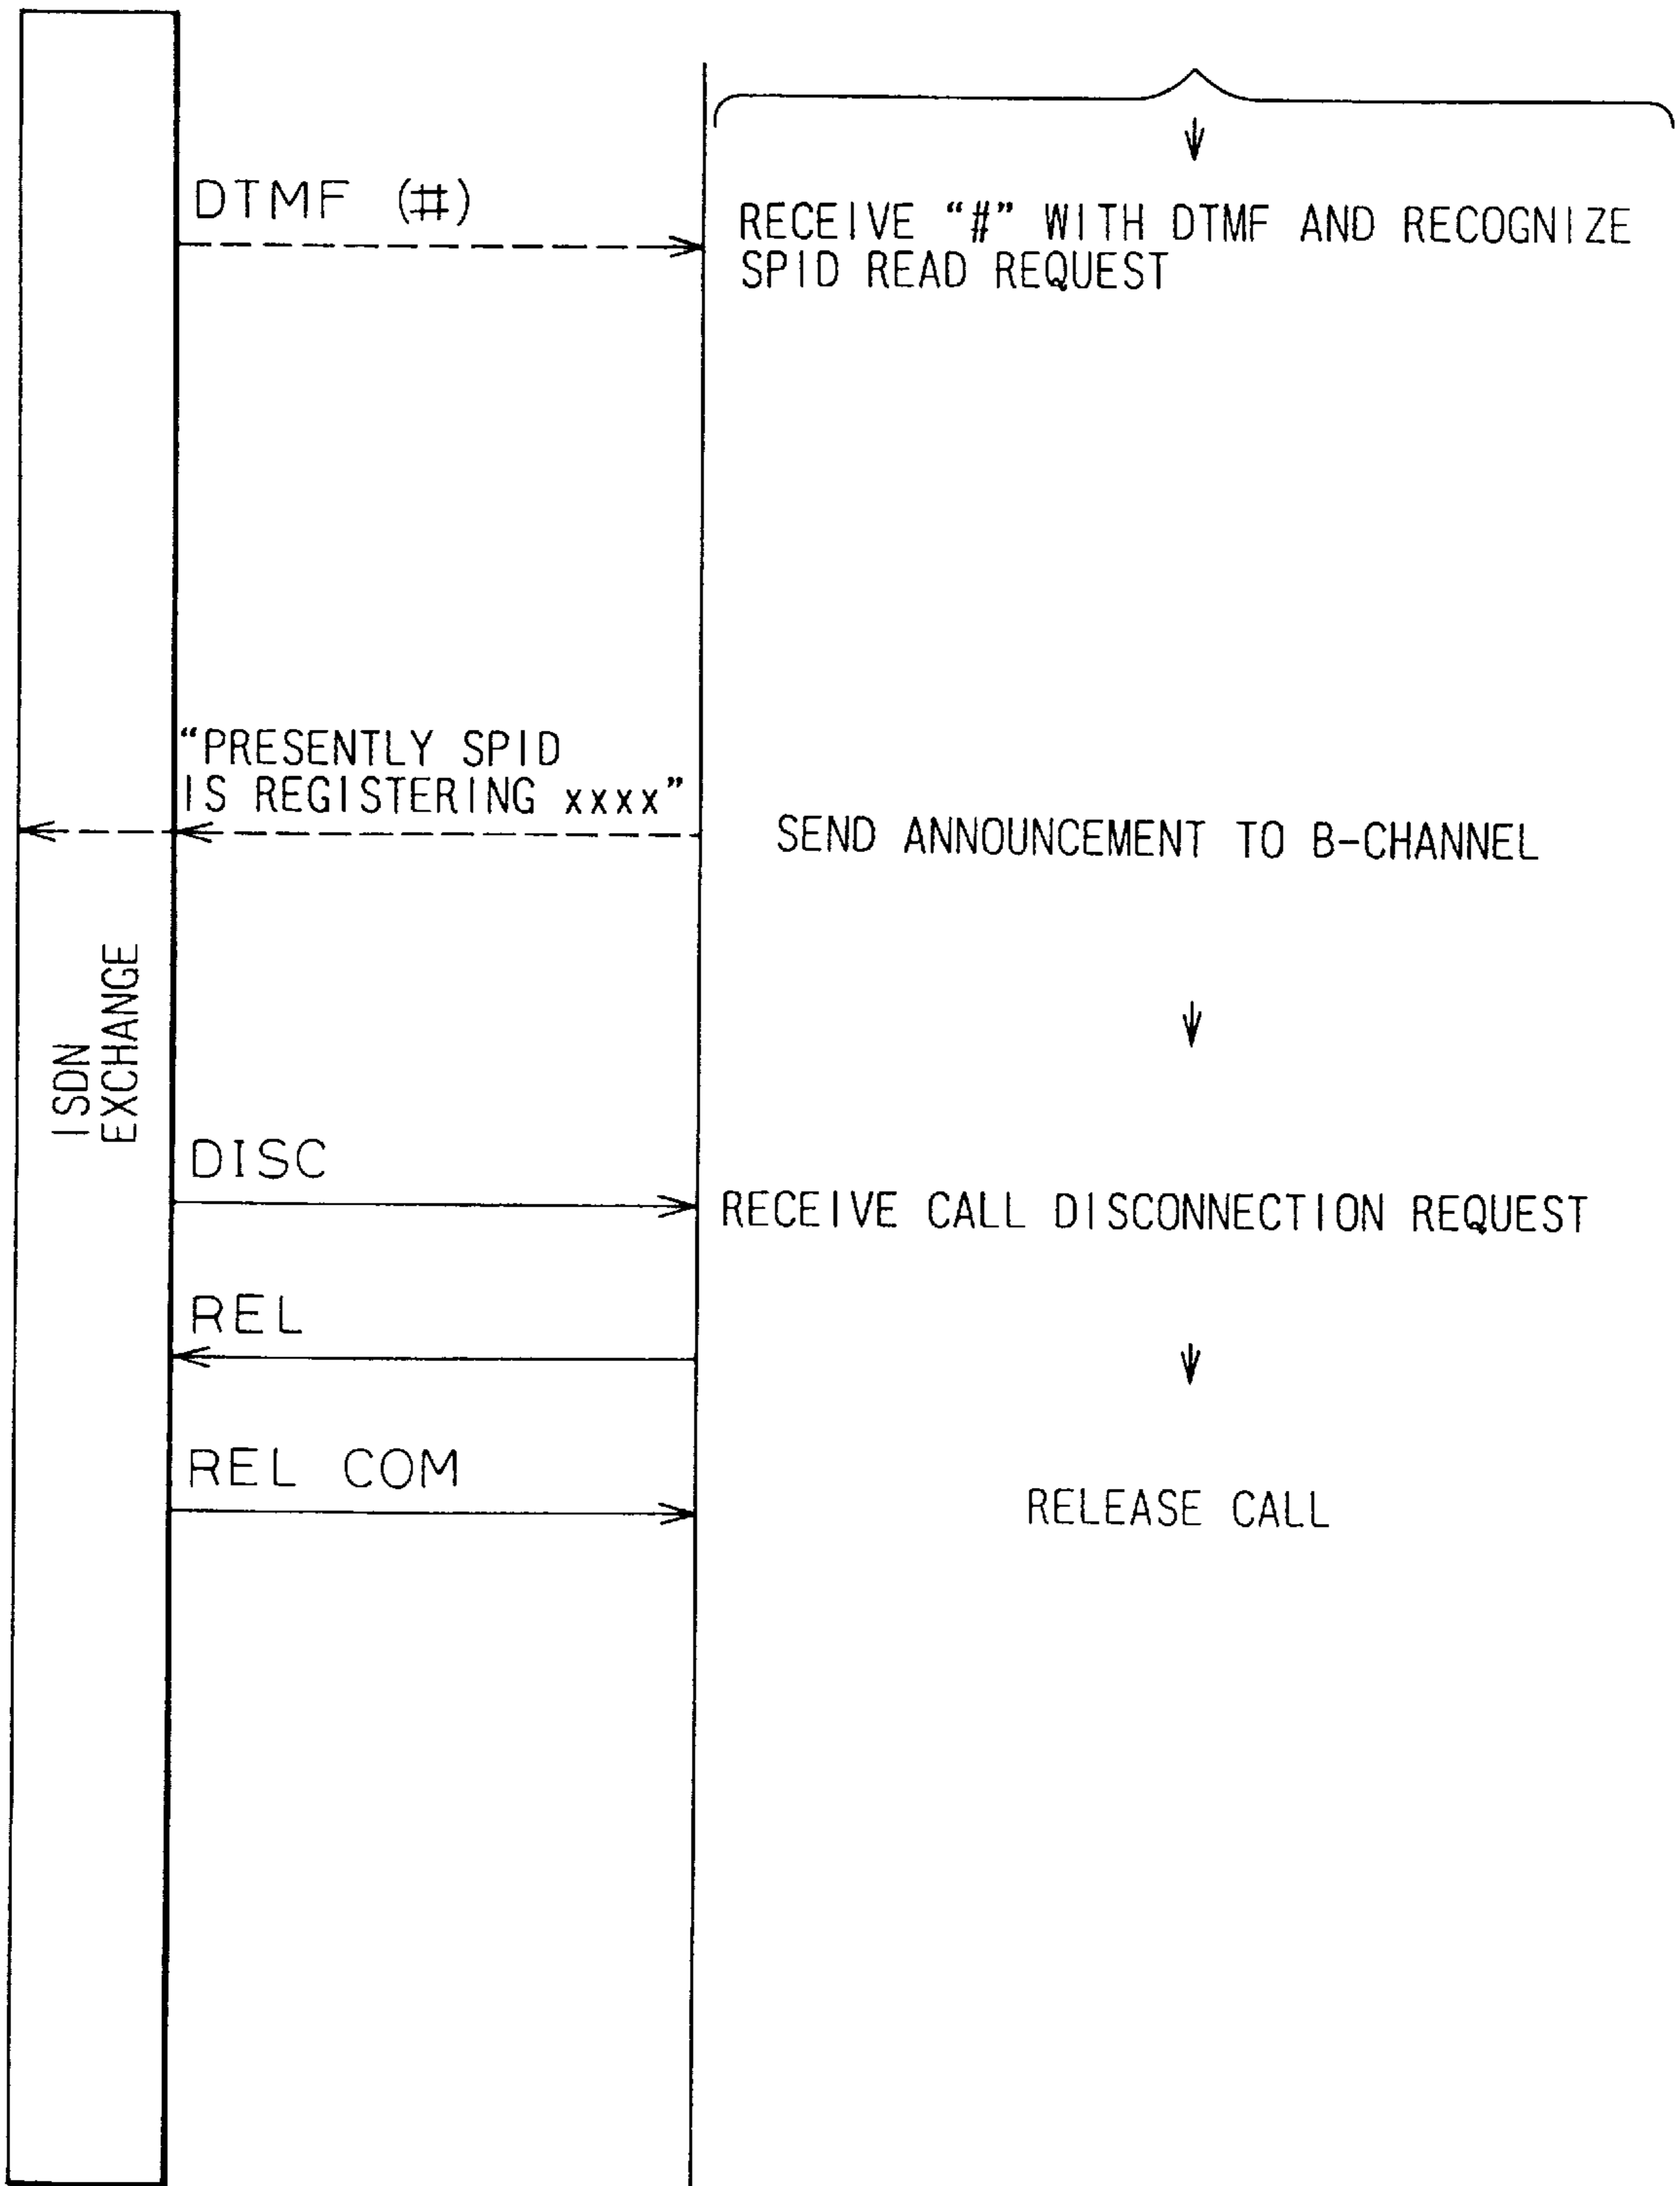 DTMF (#)
RECEIVE “#” WITH DTMF AND RECOGNIZE
SPID READ REQUEST
“PRESENTLY SPID
IS REGISTERING xxxx”
SEND ANNOUNCEMENT TO B-CHANNEL
ISDN
EXCHANGE
DISC
RECEIVE CALL DISCONNECTION REQUEST
REL
REL COM
RELEASE CALL